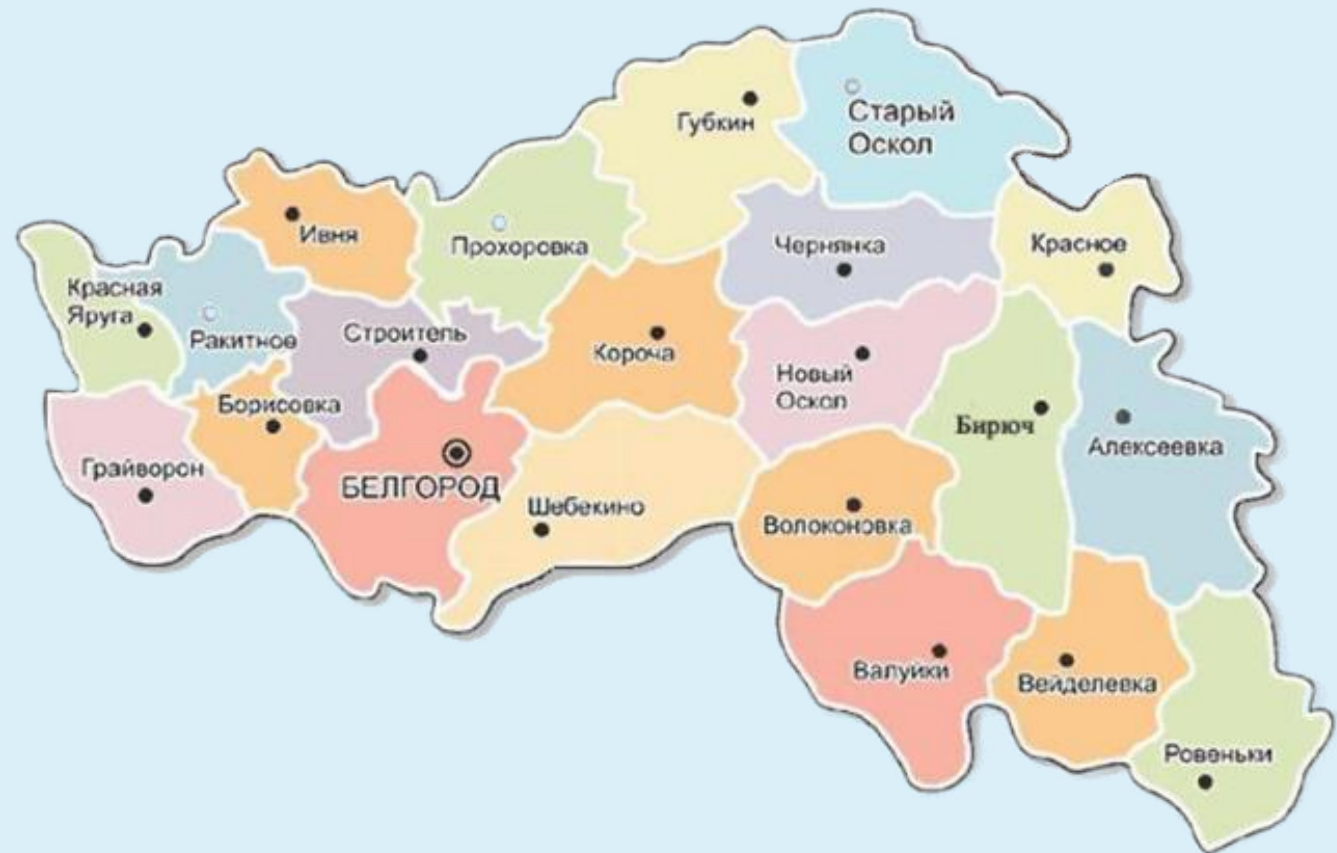 Губкин
Старый
Оскол
Ивня
Прохоровка
Чернянка
Красное
Красная
Яруга
Ракитное
Строитель
Короча
Новый
Оскол
Борисовка
Бирюч
Алексеевка
Грайворон
БЕЛГОРОД
Шебекино
Волоконовка
Валуйки
Вейделевка
Ровеньки